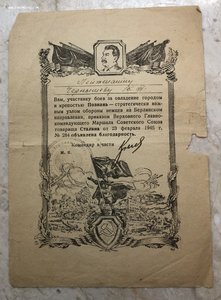 Лейтенанту
Вам, участнику боев за овладение городом
и крепостью Познань — стратегически важ-
ным узлом обороны немцев на Берлинском
направлении, приказом Верховного Главно-
командующего Маршала Советского Союза
товарища Сталина от 23 февраля 1945 г.
№ 284 объявлена благодарность.
Командир части
М. П.